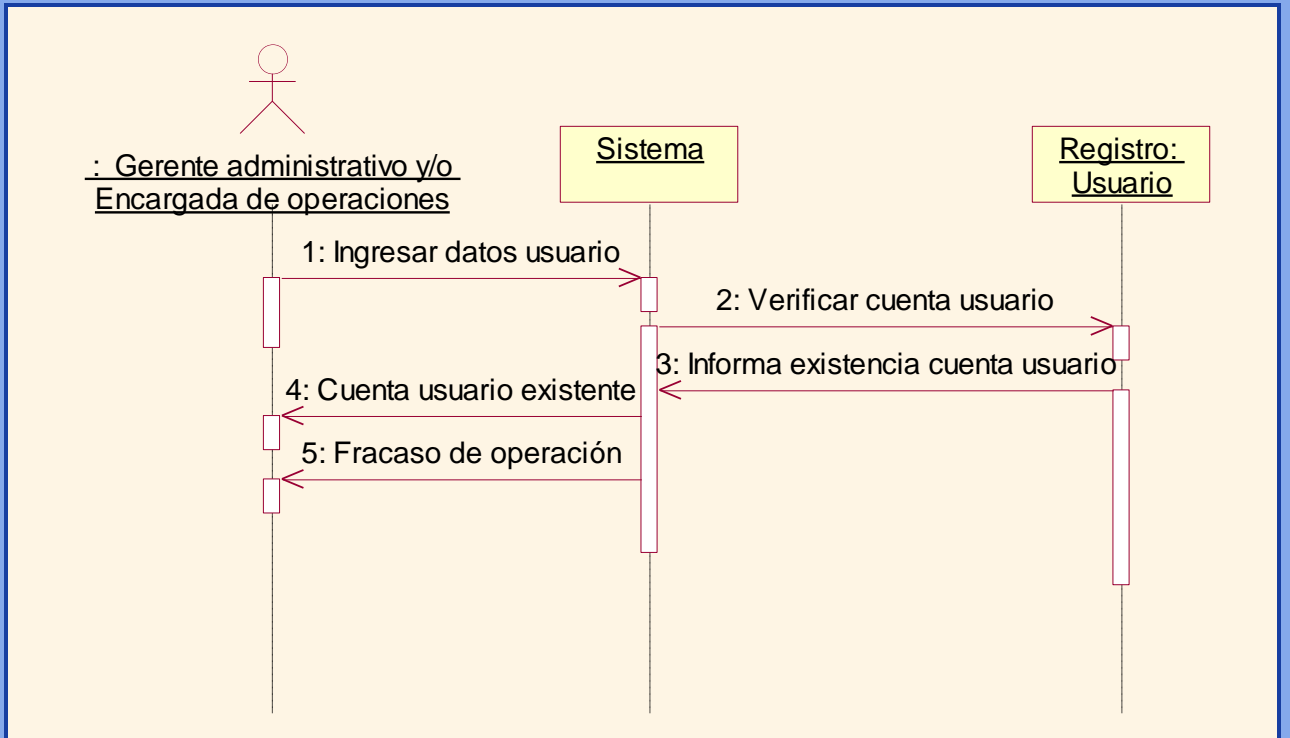 : Gerente administrativo y/o
Encargada de operaciones
Sistema
Registro:
Usuario
1: Ingresar datos usuario
2: Verificar cuenta usuario
3: Informa existencia cuenta usuario
4: Cuenta usuario existente
5: Fracaso de operación